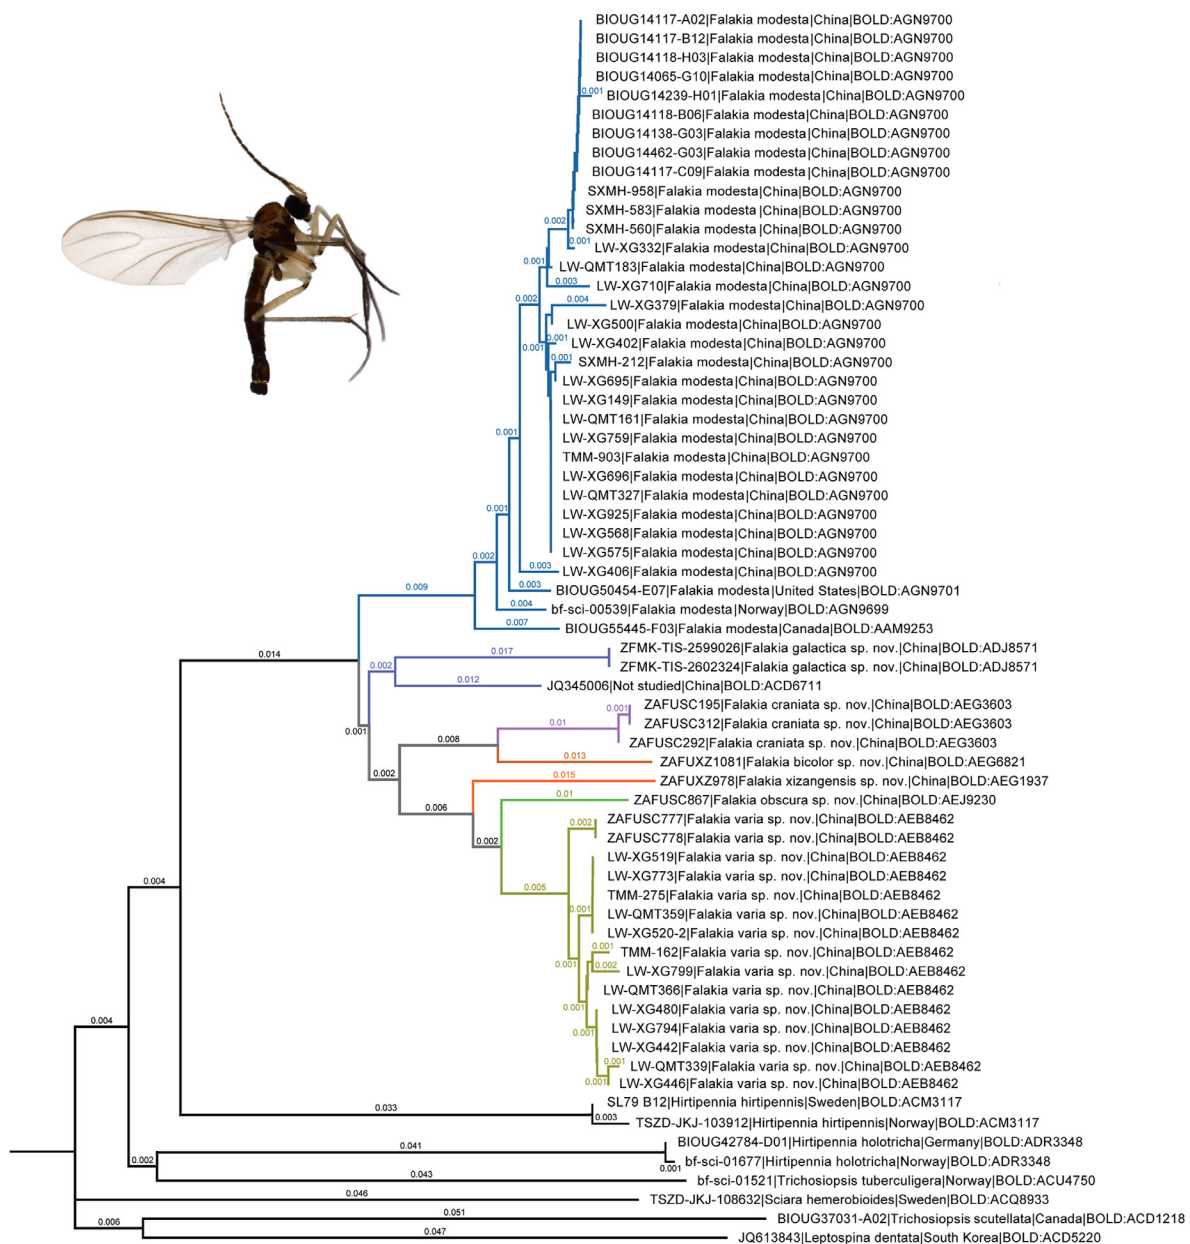 BIOUG14117-A02|Falakia modesta|China|BOLD:AGN9700
BIOUG14117-B12|Falakia modesta|China|BOLD:AGN9700
BIOUG14118-H03|Falakia modesta|China|BOLD:AGN9700
BIOUG14065-G10|Falakia modesta|China|BOLD:AGN9700
0.001 BIOUG14239-H01|Falakia modesta|China|BOLD:AGN9700
BIOUG14118-B06|Falakia modesta|China|BOLD:AGN9700
BIOUG14138-G03|Falakia modesta|China|BOLD:AGN9700
BIOUG14462-G03|Falakia modesta|China|BOLD:AGN9700
BIOUG14117-C09|Falakia modesta|China|BOLD:AGN9700
SXMH-958|Falakia modesta|China|BOLD:AGN9700
SXMH-583|Falakia modesta|China|BOLD:AGN9700
0.002
SXMH-560|Falakia modesta|China|BOLD:AGN9700
0.001 LW-XG332|Falakia modesta|China|BOLD:AGN9700
0.001
LW-QMT183|Falakia modesta|China|BOLD:AGN9700
0.003 LW-XG710|Falakia modesta|China|BOLD:AGN9700
0.002
0.004 LW-XG379|Falakia modesta|China|BOLD:AGN9700
LW-XG500|Falakia modesta|China|BOLD:AGN9700
0.001 LW-XG402|Falakia modesta|China|BOLD:AGN9700
0.001
0.001 SXMH-212|Falakia modesta|China|BOLD:AGN9700
LW-XG695|Falakia modesta|China|BOLD:AGN9700
LW-XG149|Falakia modesta|China|BOLD:AGN9700
LW-QMT161|Falakia modesta|China|BOLD:AGN9700
0.001
LW-XG759|Falakia modesta|China|BOLD:AGN9700
TMM-903|Falakia modesta|China|BOLD:AGN9700
LW-XG696|Falakia modesta|China|BOLD:AGN9700
LW-QMT327|Falakia modesta|China|BOLD:AGN9700
0.001
LW-XG925|Falakia modesta|China|BOLD:AGN9700
LW-XG568|Falakia modesta|China|BOLD:AGN9700
0.002
LW-XG575|Falakia modesta|China|BOLD:AGN9700
0.003 LW-XG406|Falakia modesta|China|BOLD:AGN9700
0.009
0.003 BIOUG50454-E07|Falakia modesta|United States|BOLD:AGN9701
0.004 bf-sci-00539|Falakia modesta|Norway|BOLD:AGN9699
0.007 BIOUG55445-F03|Falakia modesta|Canada|BOLD:AAM9253
0.014
0.017 ZFMK-TIS-2599026|Falakia galactica sp. nov.|China|BOLD:ADJ8571
0.002 ZFMK-TIS-2602324|Falakia galactica sp. nov.|China|BOLD:ADJ8571
0.012 JQ345006|Not studied|China|BOLD:ACD6711
0.001 ZAFUSC195|Falakia craniata sp. nov.|China|BOLD:AEG3603
0.01 ZAFUSC312|Falakia craniata sp. nov.|China|BOLD:AEG3603
0.001
0.008 ZAFUSC292|Falakia craniata sp. nov.|China|BOLD:AEG3603
0.013 ZAFUXZ1081|Falakia bicolor sp. nov.|China|BOLD:AEG6821
0.002
0.015 ZAFUXZ978|Falakia xizangensis sp. nov.|China|BOLD:AEG1937
0.01 ZAFUSC867|Falakia obscura sp. nov.|China|BOLD:AEJ9230
0.006
0.002 ZAFUSC777|Falakia varia sp. nov.|China|BOLD:AEB8462
ZAFUSC778|Falakia varia sp. nov.|China|BOLD:AEB8462
0.002
LW-XG519|Falakia varia sp. nov.|China|BOLD:AEB8462
LW-XG773|Falakia varia sp. nov.|China|BOLD:AEB8462
0.004
0.005
TMM-275|Falakia varia sp. nov.|China|BOLD:AEB8462
0.001 LW-QMT359|Falakia varia sp. nov.|China|BOLD:AEB8462
LW-XG520-2|Falakia varia sp. nov.|China|BOLD:AEB8462
0.001 TMM-162|Falakia varia sp. nov.|China|BOLD:AEB8462
0.001
0.002 LW-XG799|Falakia varia sp. nov.|China|BOLD:AEB8462
LW-QMT366|Falakia varia sp. nov.|China|BOLD:AEB8462
0.001
LW-XG480|Falakia varia sp. nov.|China|BOLD:AEB8462
0.004
0.001
LW-XG794|Falakia varia sp. nov.|China|BOLD:AEB8462
LW-XG442|Falakia varia sp. nov.|China|BOLD:AEB8462
0.001 LW-QMT339|Falakia varia sp. nov.|China|BOLD:AEB8462
0.001 LW-XG446|Falakia varia sp. nov.|China|BOLD:AEB8462
SL79 B12|Hirtipennia hirtipennis|Sweden|BOLD:ACM3117
0.033
0.003 TSZD-JKJ-103912|Hirtipennia hirtipennis|Norway|BOLD:ACM3117
BIOUG42784-D01|Hirtipennia holotricha|Germany|BOLD:ADR3348
0.041
0.002
0.001 bf-sci-01677|Hirtipennia holotricha|Norway|BOLD:ADR3348
0.043 bf-sci-01521|Trichosiopsis tuberculigera|Norway|BOLD:ACU4750
0.046 TSZD-JKJ-108632|Sciara hemerobioides|Sweden|BOLD:ACQ8933
0.051 BIOUG37031-A02|Trichosiopsis scutellata|Canada|BOLD:ACD1218
0.006
0.047 JQ613843|Leptospina dentata|South Korea|BOLD:ACD5220